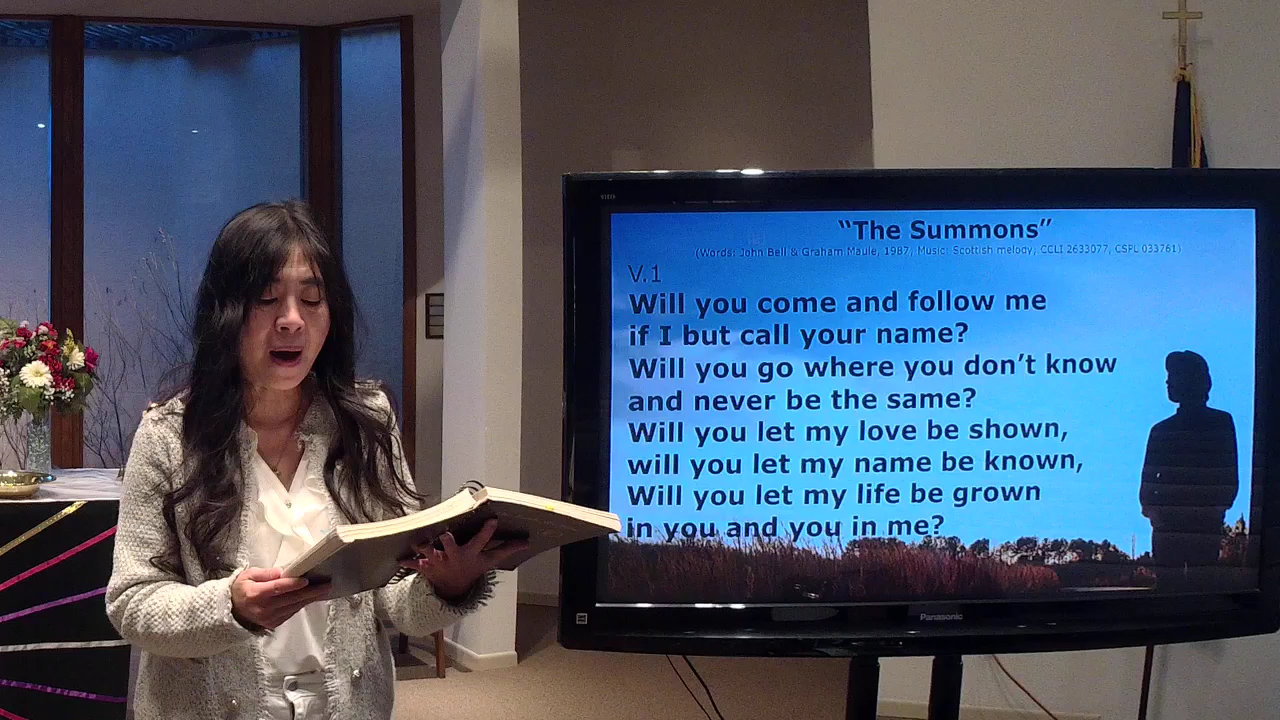 “The Summons”
(Words: John Bell & Graham Maule, 1987, Music: Scottish melody, CCLI 2633077, CSPL 033761)
V.1
Will you come and follow me
if I but call your name?
Will you go where you don’t know
and never be the same?
Will you let my love be shown,
will you let my name be known,
Will you let my life be grown
in you and you in me?
Panasonic